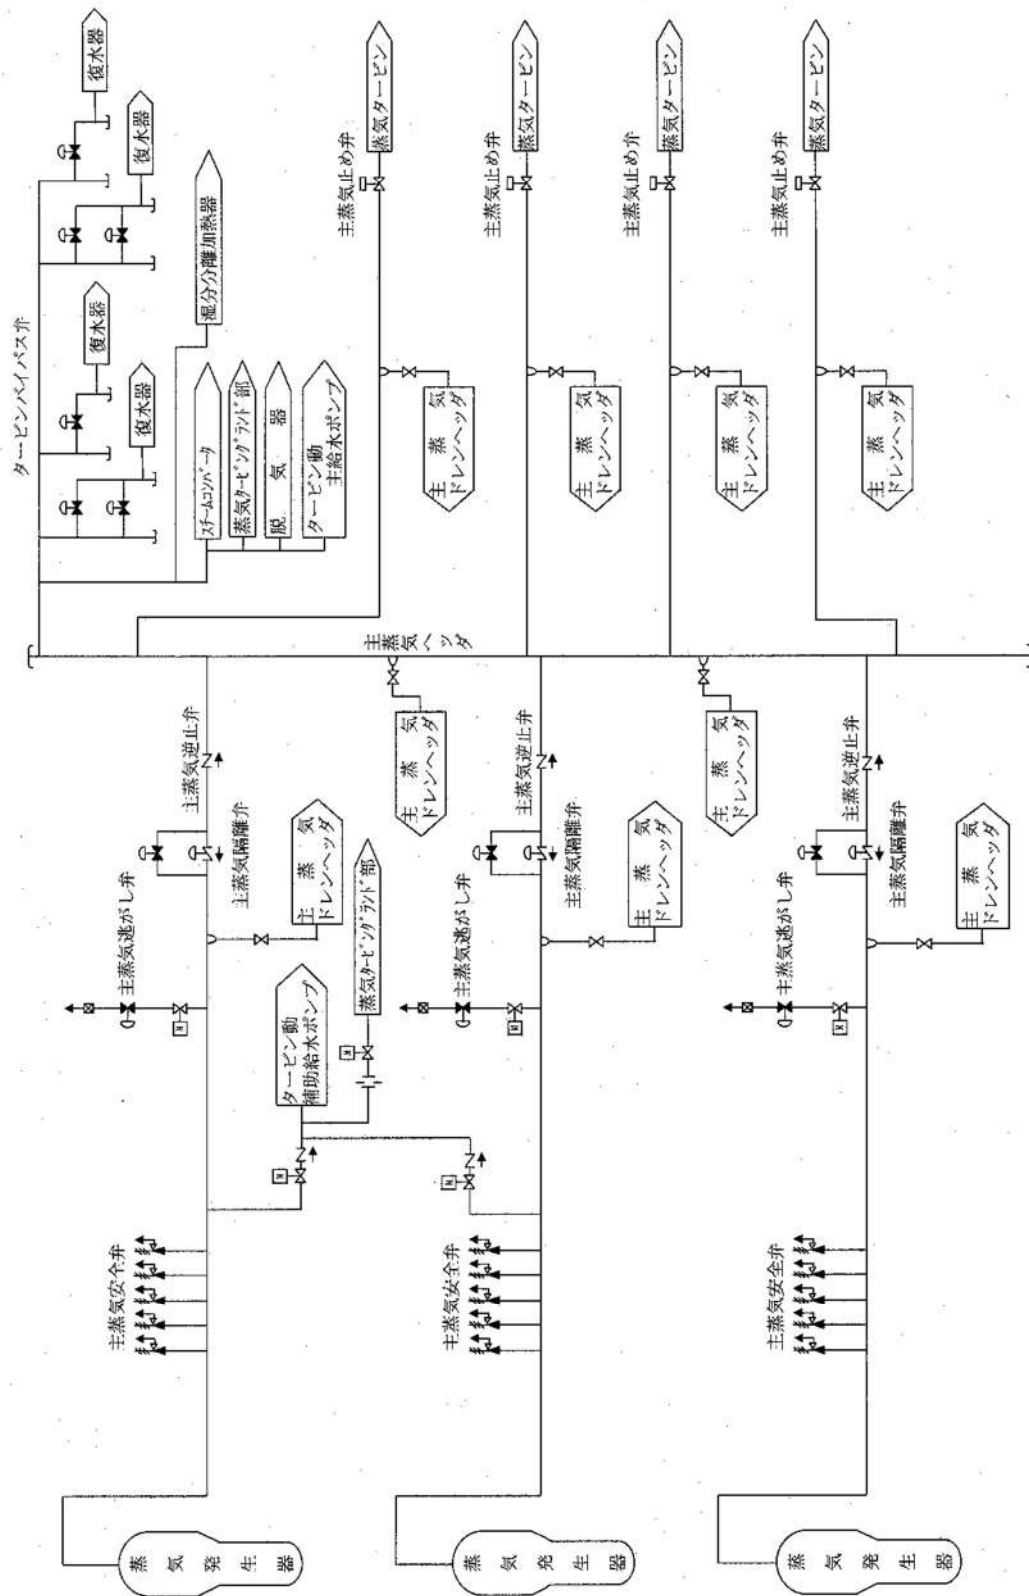 タービンバイパス弁
復水器
復水器
復水器
復水器
湿分分離加熱器
スチームコンバータ
蒸気タービングランド部
脱気器
タービン動
主給水ポンプ
主蒸気止め弁
蒸気タービン
主蒸気止め弁
蒸気タービン
主蒸気止め弁
蒸気タービン
主蒸気止め弁
蒸気タービン
主蒸気
ドレンヘッダ
主蒸気
ドレンヘッダ
主蒸気
ドレンヘッダ
主蒸気
ドレンヘッダ
主蒸気ヘッダ
主蒸気逆止弁
主蒸気隔離弁
主蒸気
ドレンヘッダ
主蒸気
ドレンヘッダ
主蒸気逃がし弁
M
タービン動
補助給水ポンプ
蒸気タービングランド部
M
M
M
主蒸気安全弁
蒸気発生器
主蒸気逆止弁
主蒸気隔離弁
主蒸気
ドレンヘッダ
主蒸気
ドレンヘッダ
主蒸気逃がし弁
M
主蒸気安全弁
蒸気発生器
主蒸気逆止弁
主蒸気隔離弁
主蒸気
ドレンヘッダ
主蒸気逃がし弁
M
主蒸気安全弁
蒸気発生器